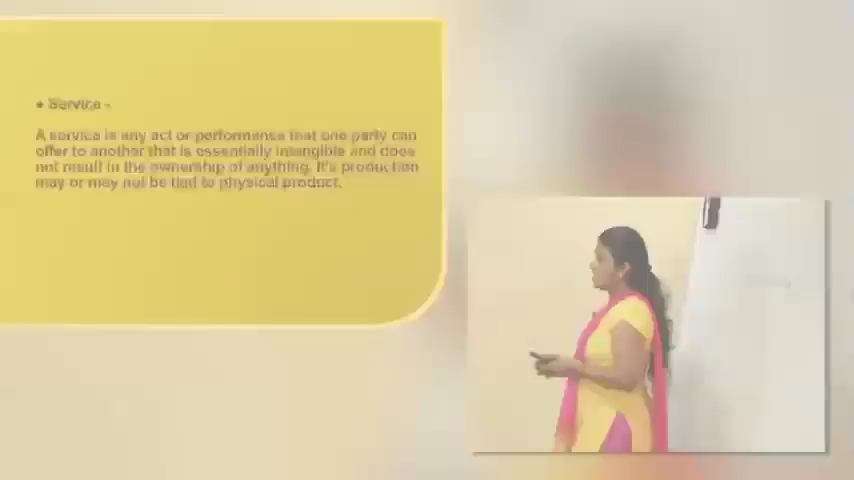 • Service -
A service is any act or performance that one party can
offer to another that is essentially intangible and does
not result in the ownership of anything. It's production
may or may not be tied to physical product.